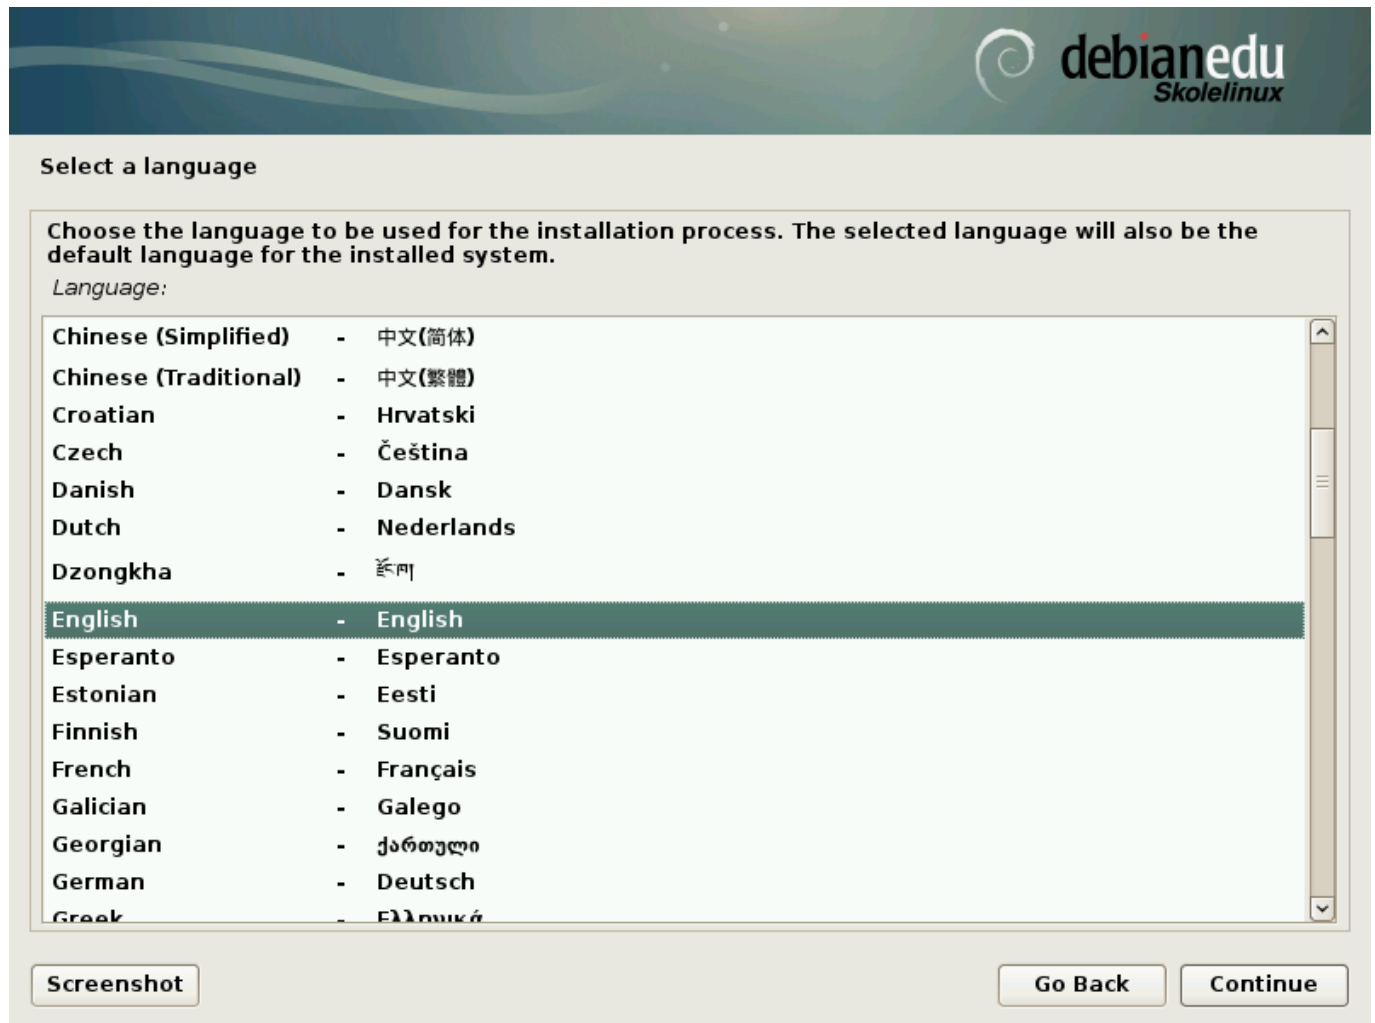 debianedu
Skolelinux
Select a language
Choose the language to be used for the installation process. The selected language will also be the
default language for the installed system.
Language:
Chinese (Simplified) - 中文(简体)
Chinese (Traditional) - 中文(繁體)
Croatian - Hrvatski
Czech - Čeština
Danish - Dansk
Dutch - Nederlands
Dzongkha - རྫོང་ཁ།
English - English
Esperanto - Esperanto
Estonian - Eesti
Finnish - Suomi
French - Français
Galician - Galego
Georgian - ქართული
German - Deutsch
Greek - Ελληνικά
Screenshot Go Back Continue